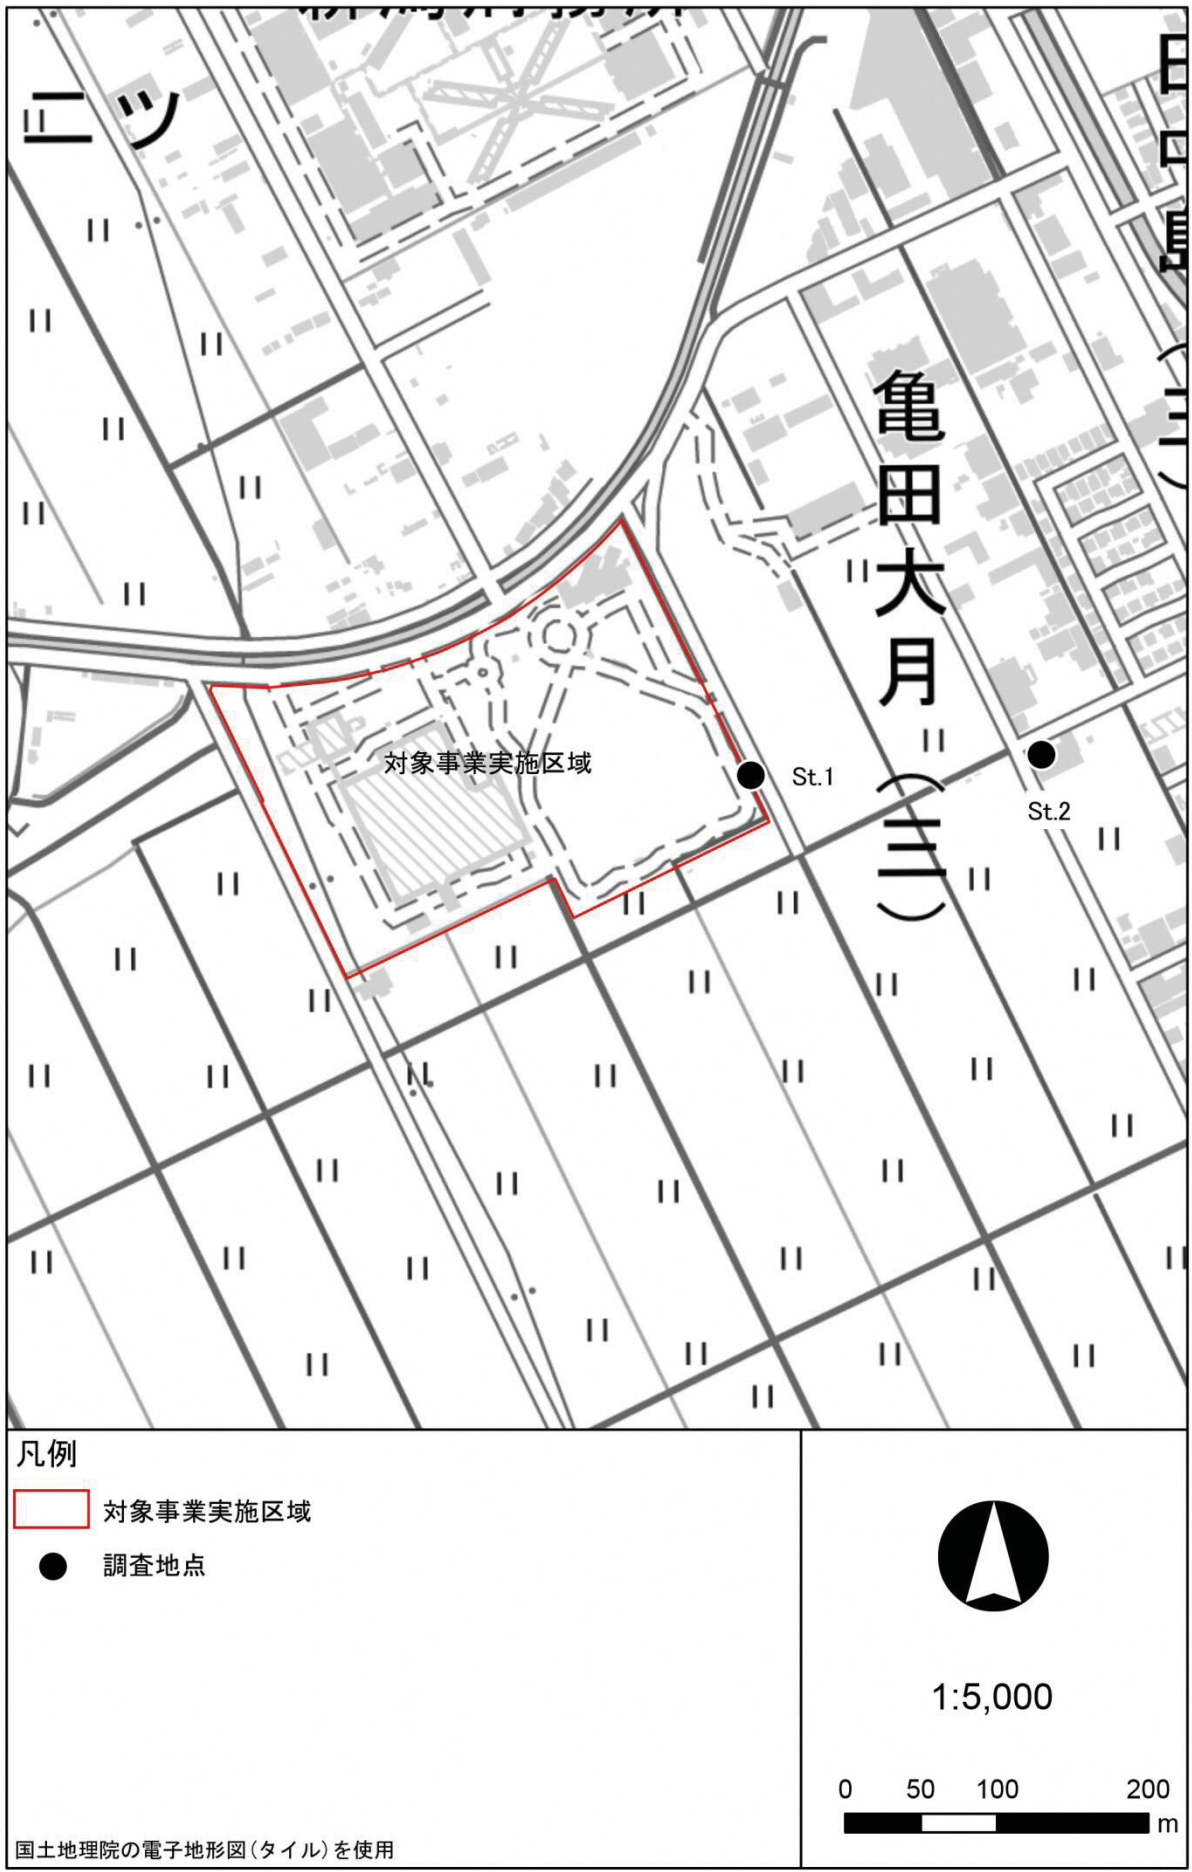 二ツ
亀田大月(三)
対象事業実施区域
St.1
St.2
凡例
対象事業実施区域
調査地点
1:5,000
0 50 100 200
m
国土地理院の電子地形図(タイル)を使用